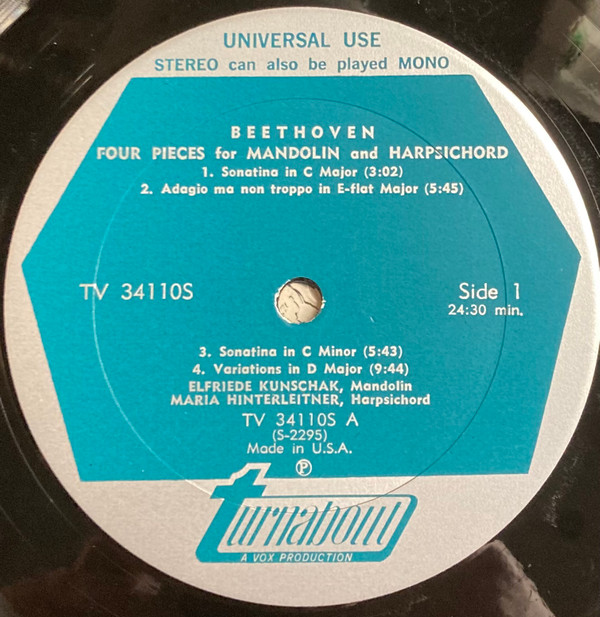 UNIVERSAL USE
STEREO can also be played MONO
BEETHOVEN
FOUR PIECES for MANDOLIN and HARPSICHORD
1. Sonatina in C Major (3:02)
2. Adagio ma non troppo in E-flat Major (5:45)
TV 34110S
Side 1
24:30 min.
3. Sonatina in C Minor (5:43)
4. Variations in D Major (9:44)
ELFRIEDE KUNSCHAK, Mandolin
MARIA HINTERLEITNER, Harpsichord
TV 34110S A
(S-2295)
Made in U.S.A.
Ⓟ
turnabout
A VOX PRODUCTION